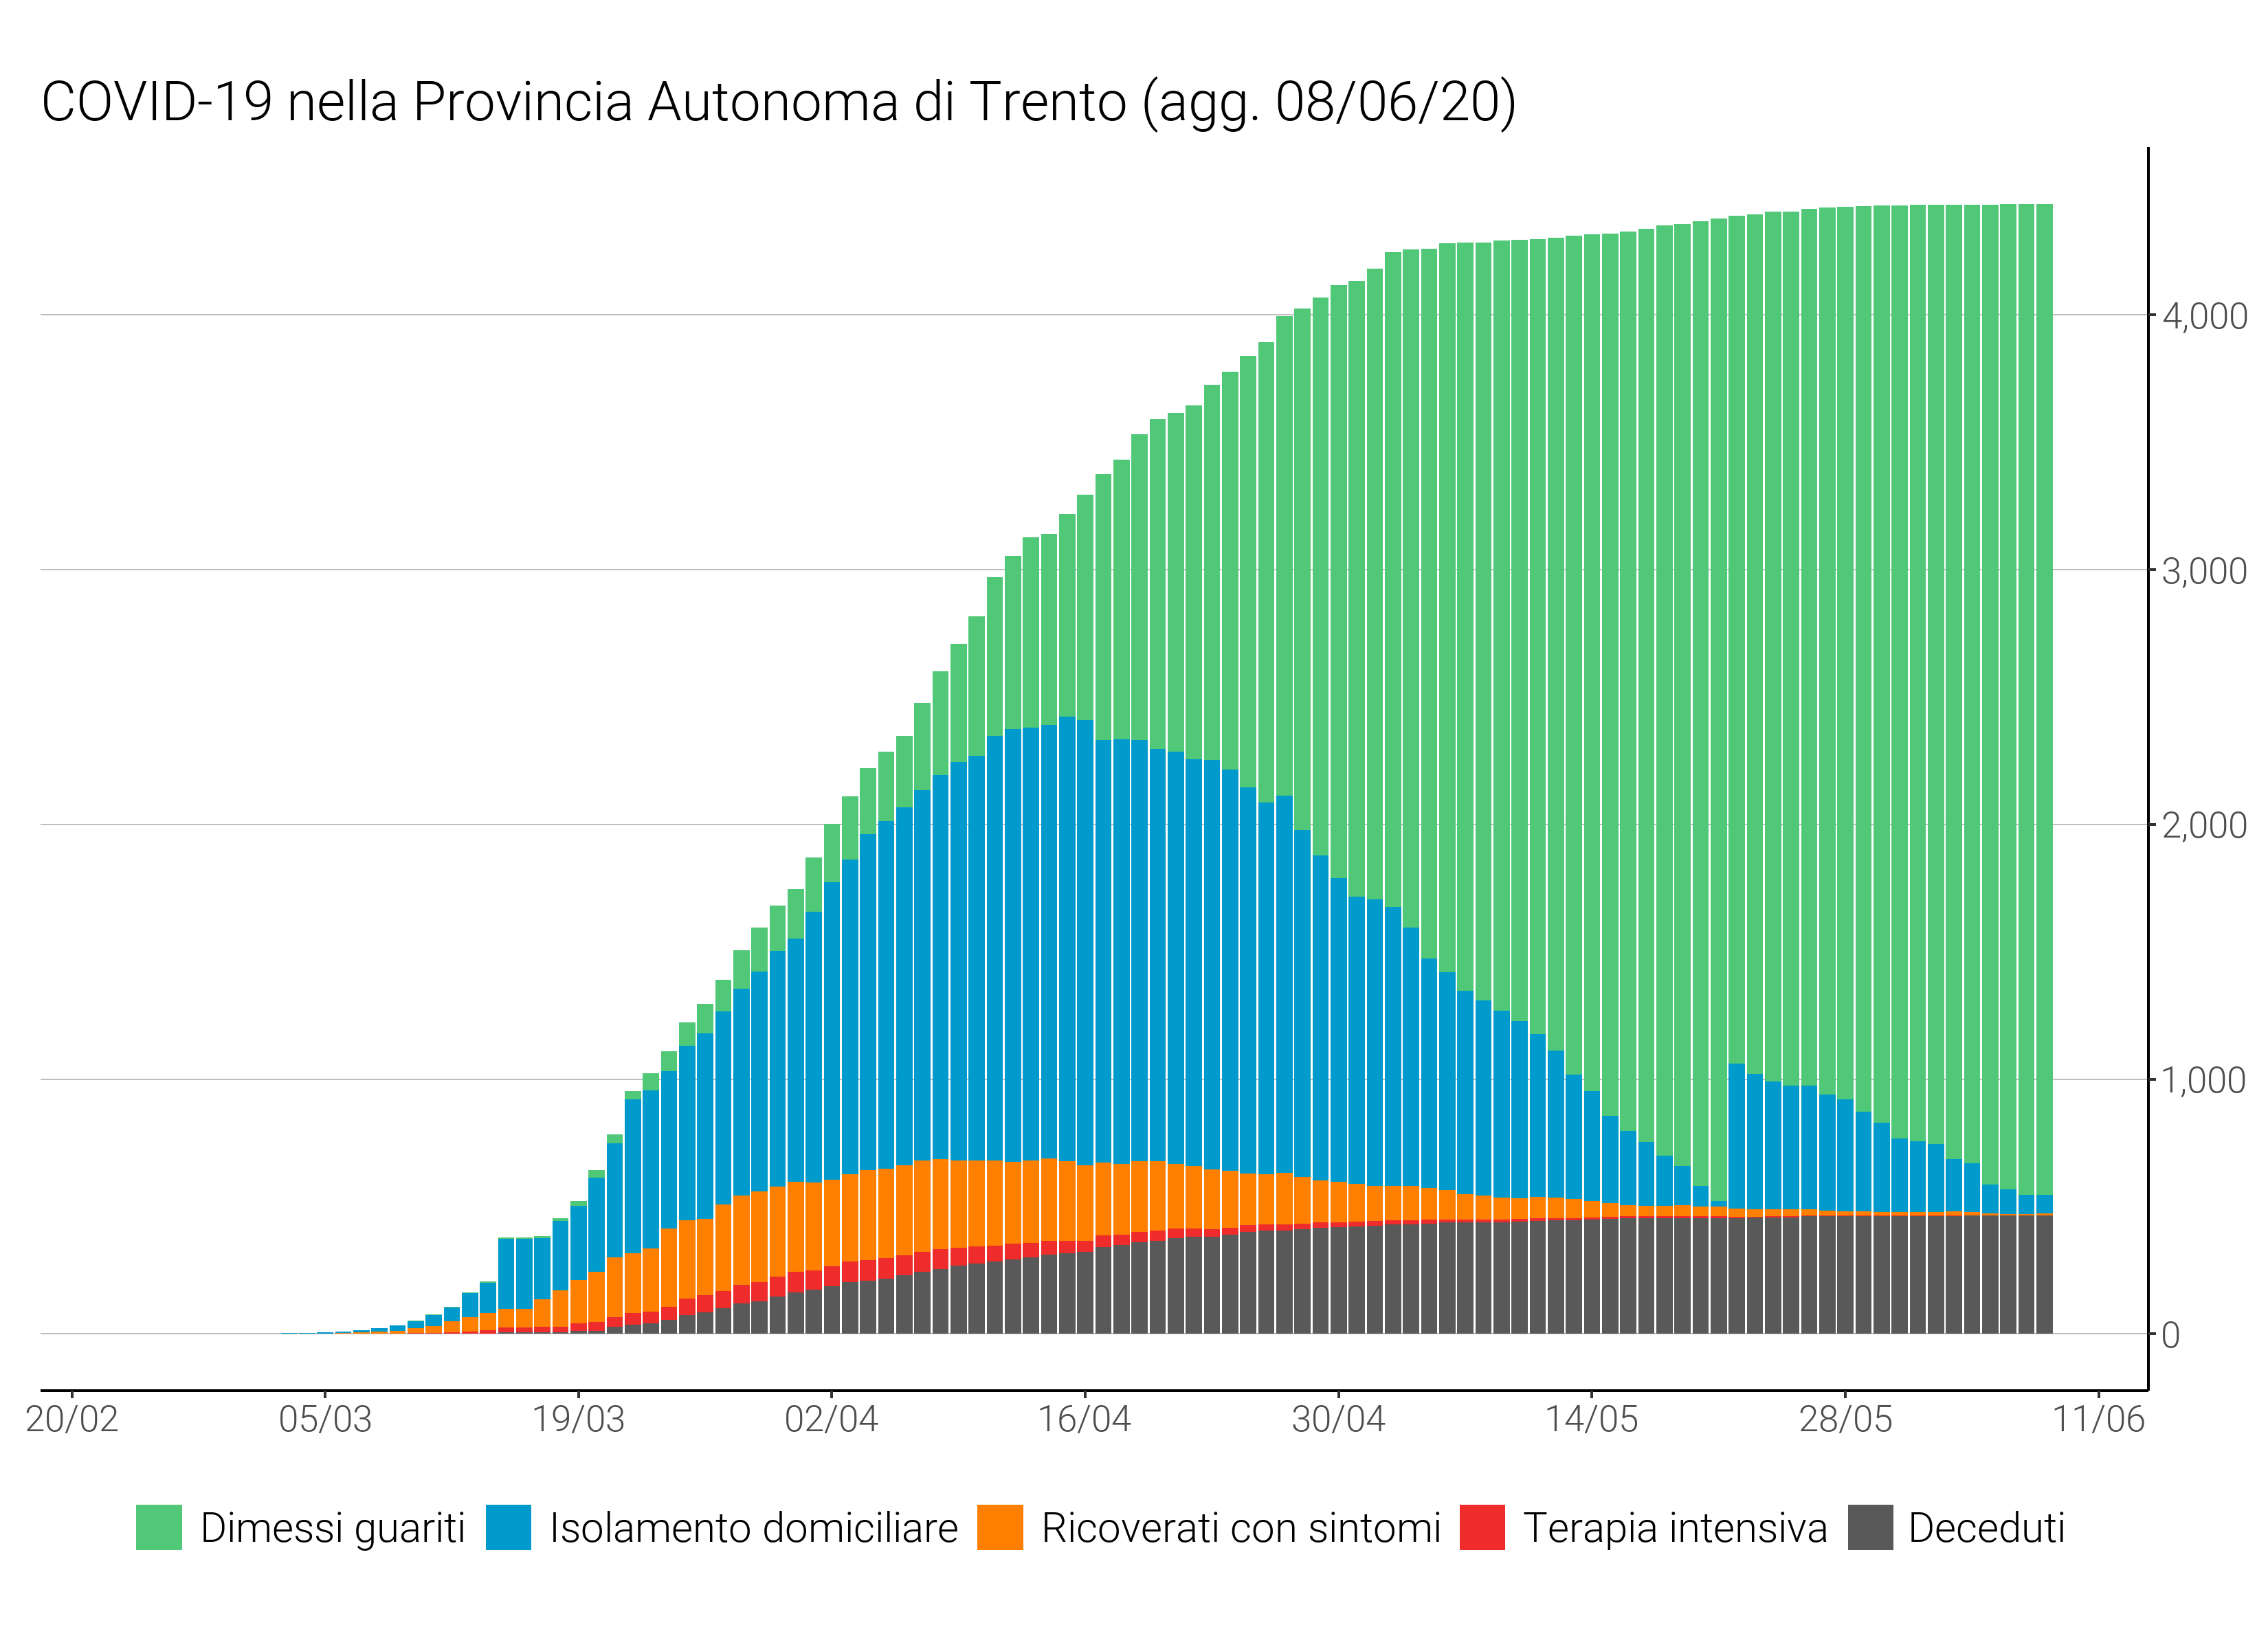 COVID-19 nella Provincia Autonoma di Trento (agg. 08/06/20)
4,000
3,000
2,000
1,000
0
20/02 05/03 19/03 02/04 16/04 30/04 14/05 28/05 11/06
Dimessi guariti Isolamento domiciliare Ricoverati con sintomi Terapia intensiva Deceduti